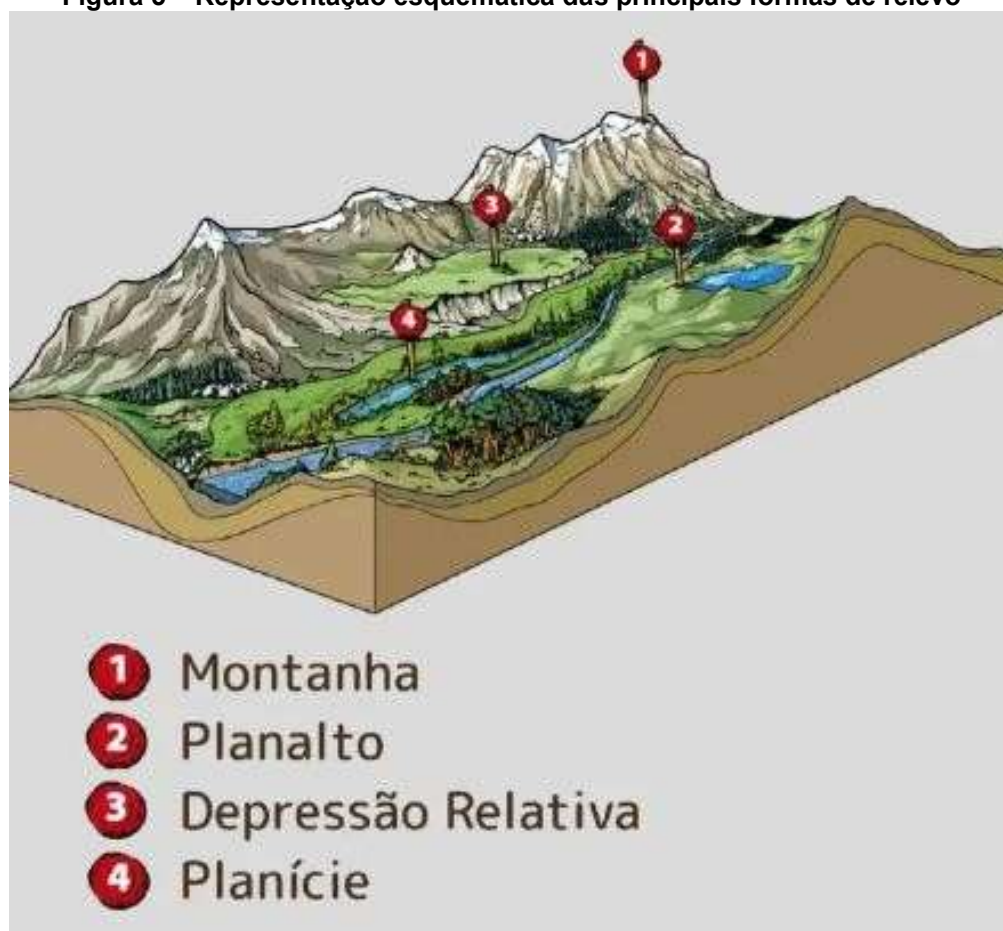 Figura – Representação esquemática das principais formas de relevo
1
3
2
4
1 Montanha
2 Planalto
3 Depressão Relativa
4 Planície